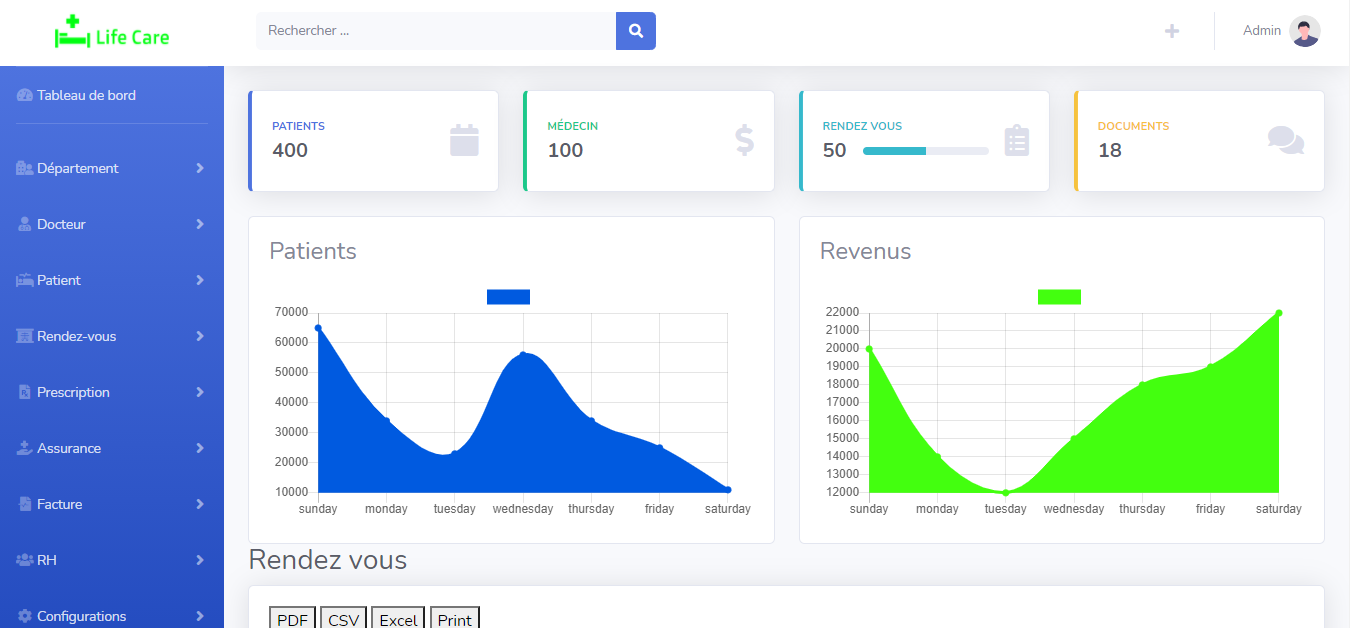 Life Care
Rechercher ...
Admin
Tableau de bord
Département
Docteur
Patient
Rendez-vous
Prescription
Assurance
Facture
RH
Configurations
PATIENTS
400
MÉDECIN
100
RENDEZ VOUS
50
DOCUMENTS
18
Patients
70000
60000
50000
40000
30000
20000
10000
sunday monday tuesday wednesday thursday friday saturday
Revenus
22000
21000
20000
19000
18000
17000
16000
15000
14000
13000
12000
sunday monday tuesday wednesday thursday friday saturday
Rendez vous
PDF CSV Excel Print